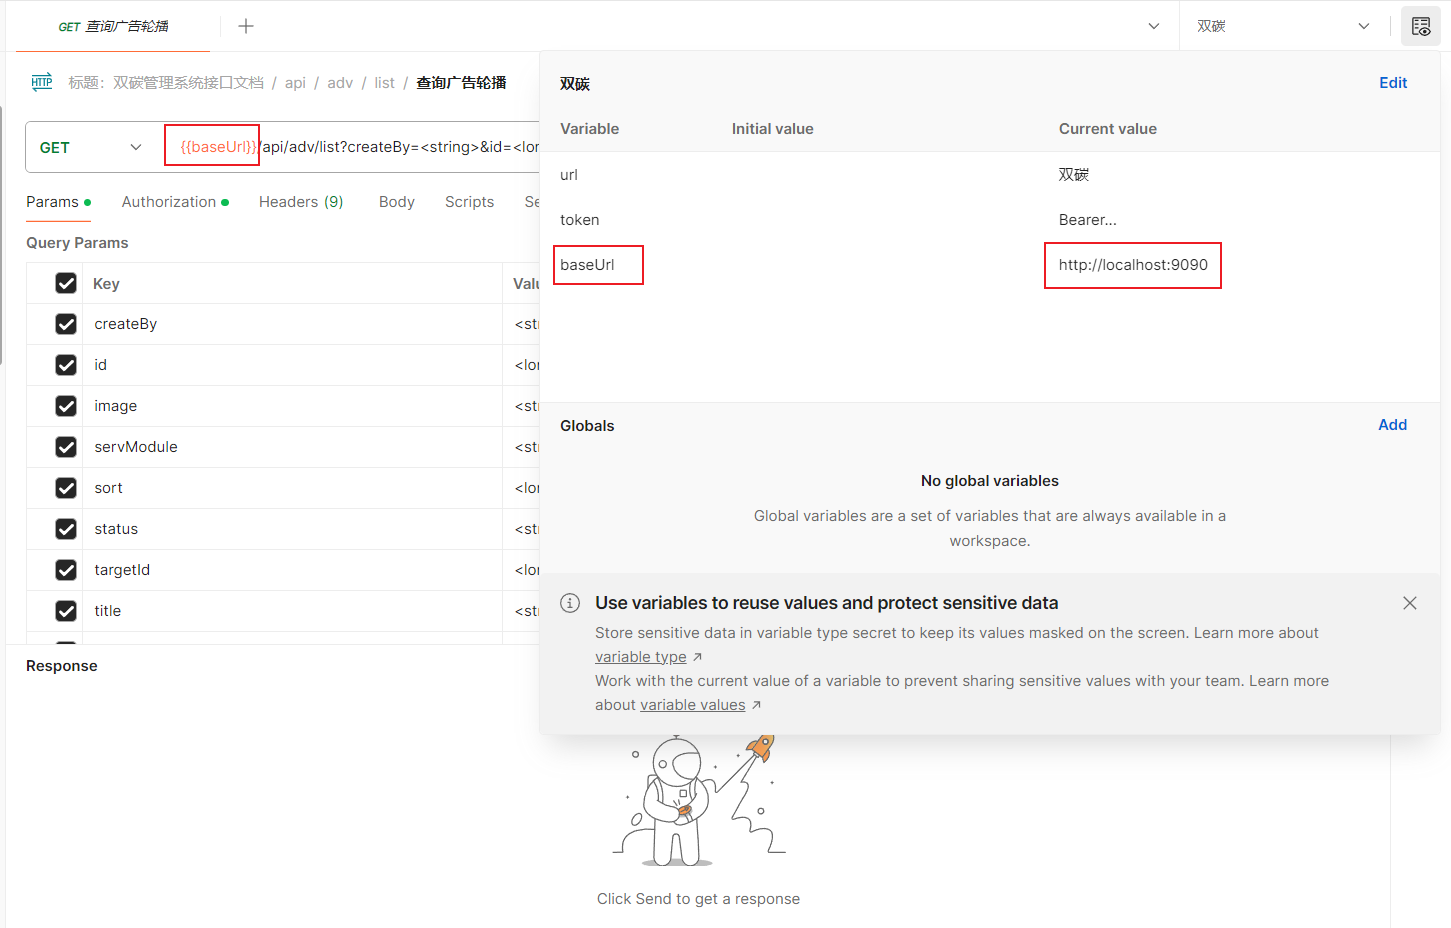 GET 查询广告轮播
双碳
HTTP 标题：双碳管理系统接口文档 / api / adv / list / 查询广告轮播
GET {{baseUrl}}/api/adv/list?createBy=<string>&id=<lon
Params Authorization Headers (9) Body Scripts Se
Query Params
Key Valu
createBy <str
id <lon
image <str
servModule <str
sort <lon
status <str
targetId <lon
title <str
Response
双碳 Edit
Variable Initial value Current value
url 双碳
token Bearer...
baseUrl http://localhost:9090
Globals Add
No global variables
Global variables are a set of variables that are always available in a
workspace.
Use variables to reuse values and protect sensitive data
Store sensitive data in variable type secret to keep its values masked on the screen. Learn more about
variable type ↗
Work with the current value of a variable to prevent sharing sensitive values with your team. Learn more
about variable values ↗
Click Send to get a response